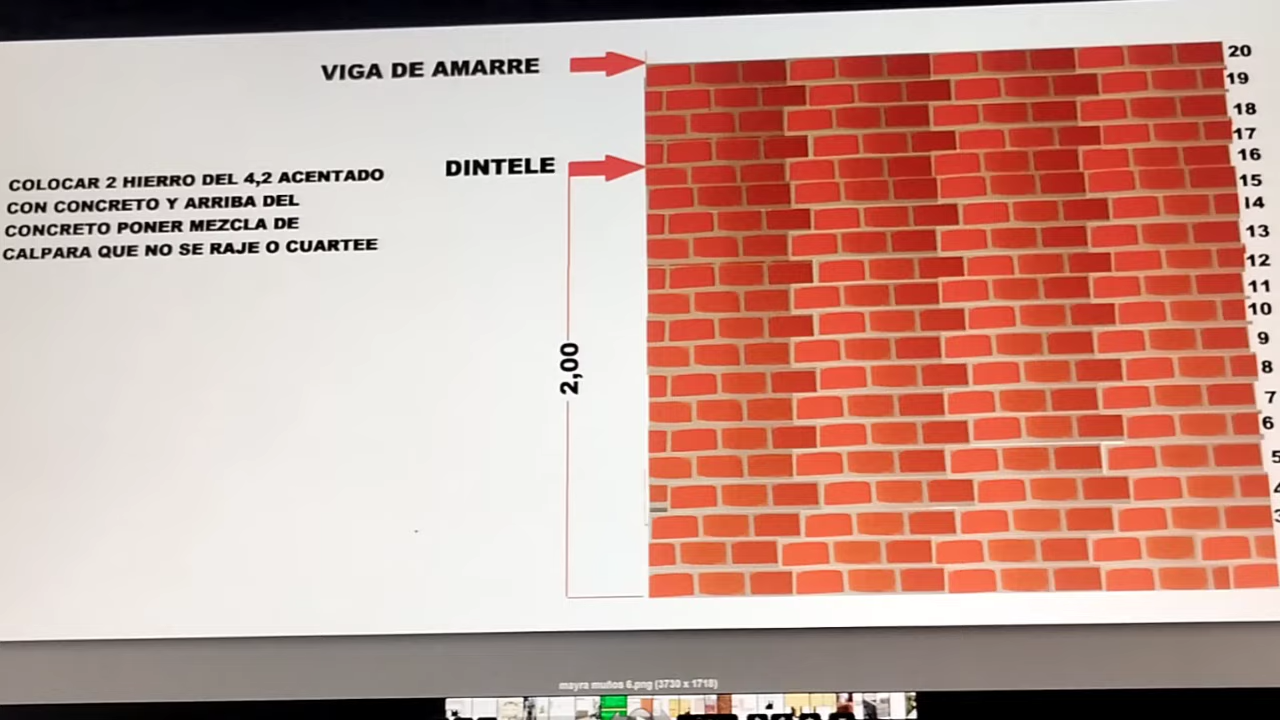 VIGA DE AMARRE
DINTELE
COLOCAR 2 HIERRO DEL 4,2 ACENTADO
CON CONCRETO Y ARRIBA DEL
CONCRETO PONER MEZCLA DE
CALPARA QUE NO SE RAJE O CUARTEE
2,00
20
19
18
17
16
15
14
13
12
11
10
9
8
7
6
5
4
3
mayra muños 6.png (3730 x 1718)